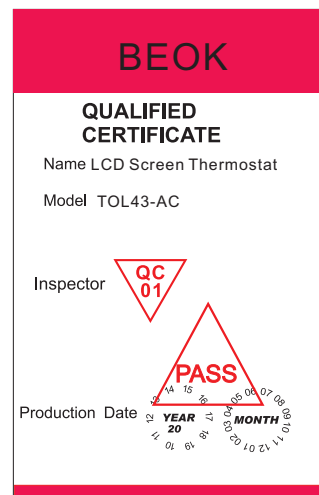 BEOK
QUALIFIED
CERTIFICATE
Name LCD Screen Thermostat
Model TOL43-AC
Inspector
QC
01
PASS
Production Date
YEAR
20
09 10 11 12 13 14 15 16 17 18 19
MONTH
01 02 03 04 05 06 07 08 09 10 11 12